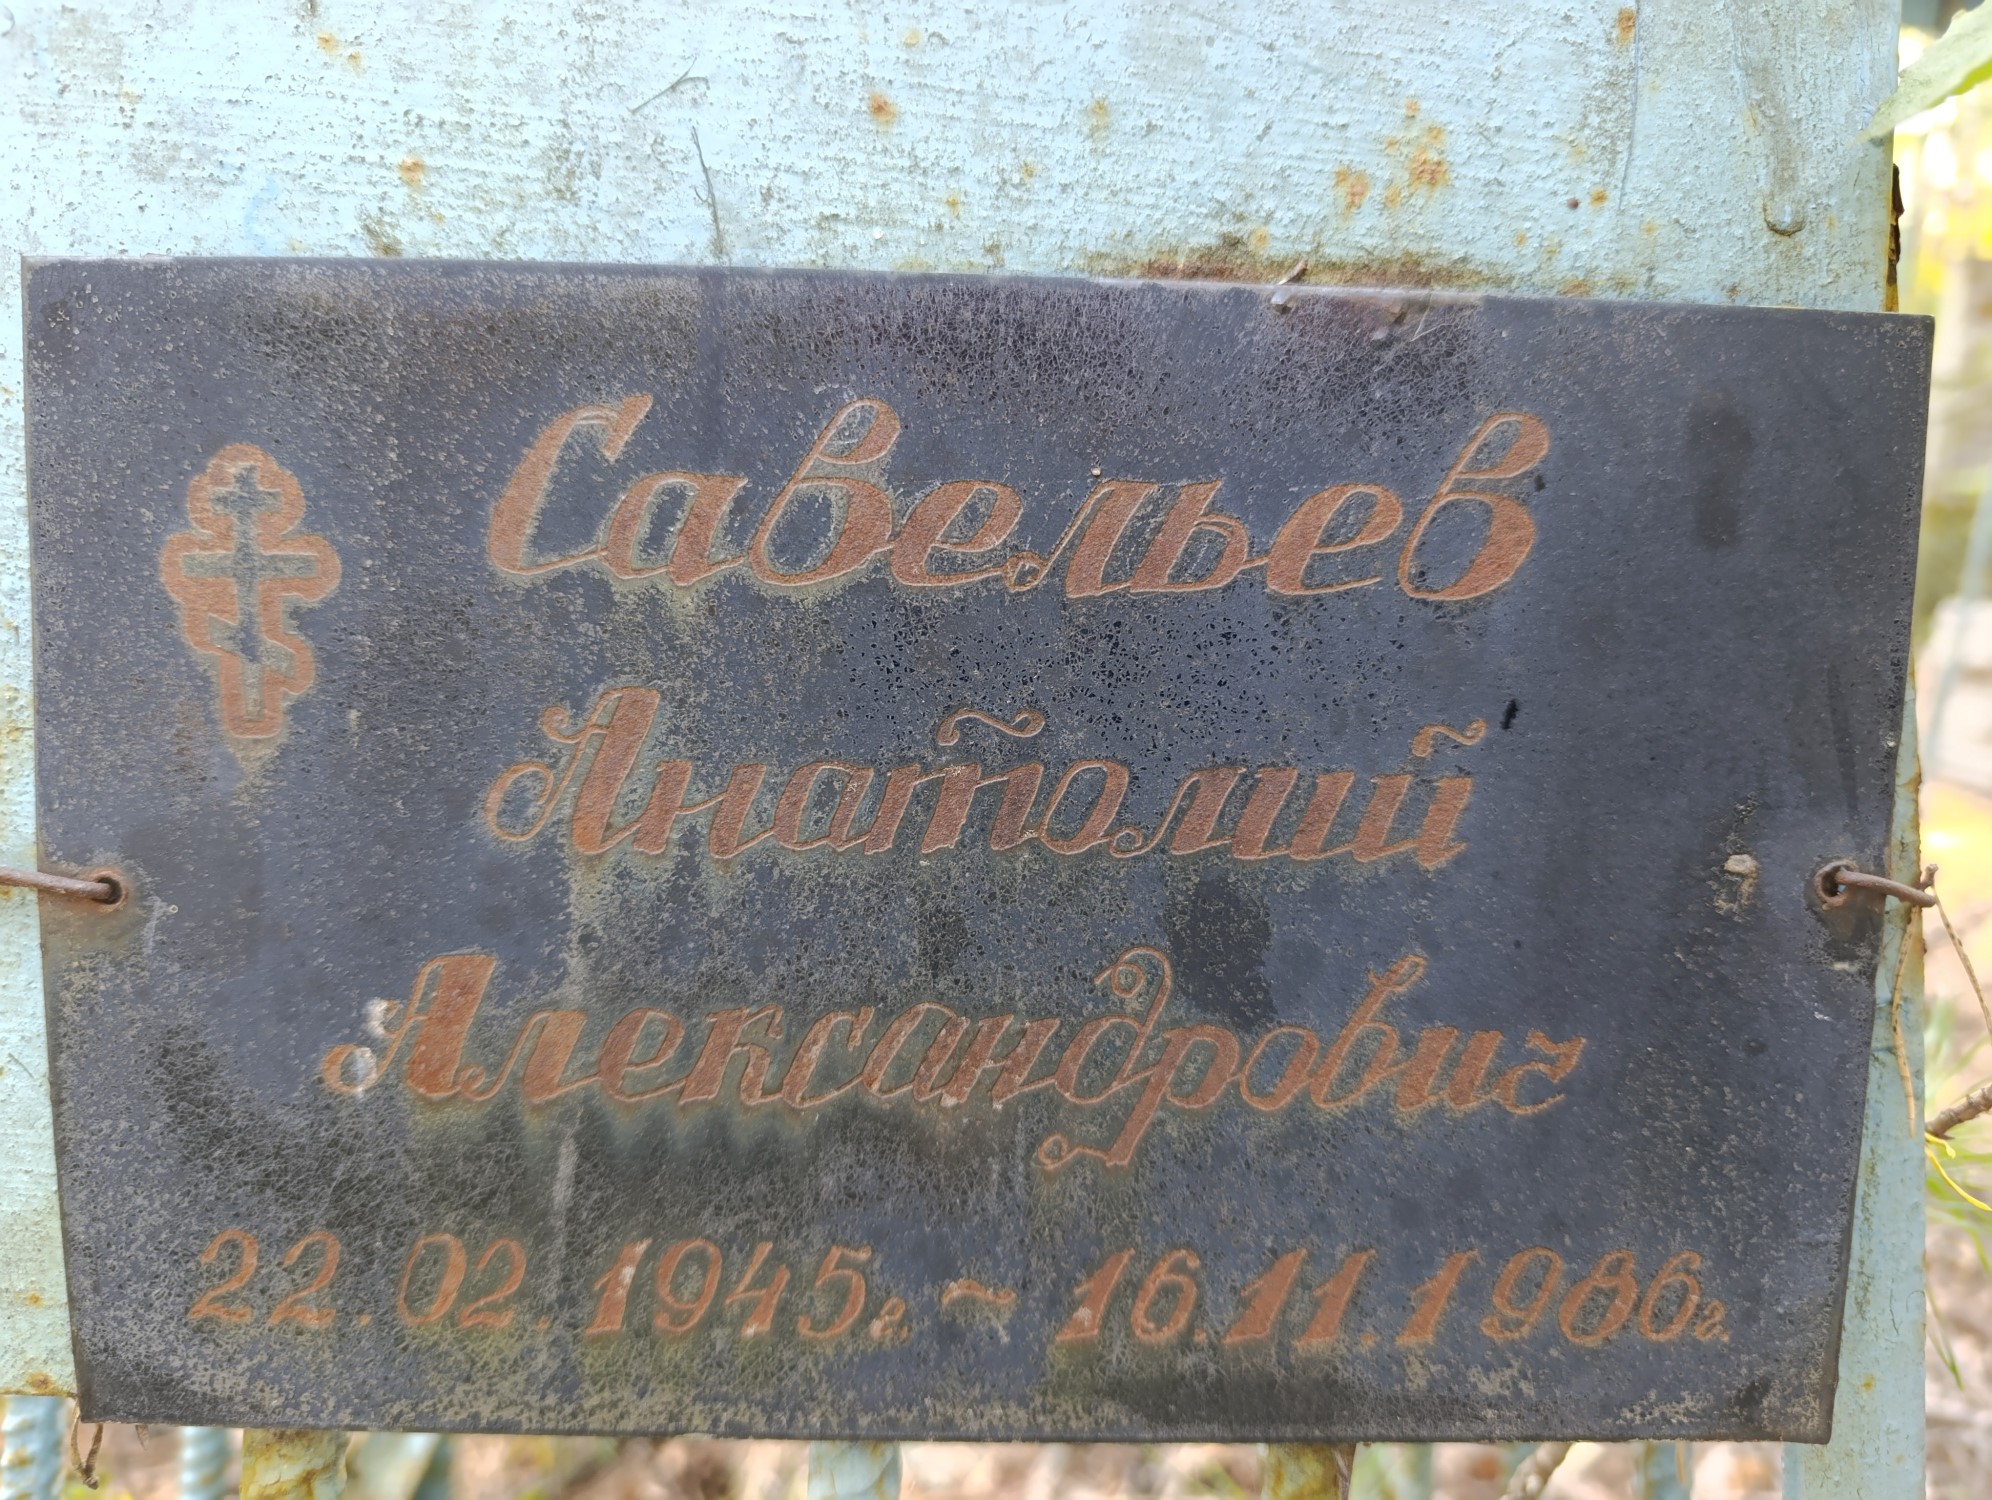 Савельев
Анатолий
Александрович
22.02.1945г. ~ 16.11.1986г.